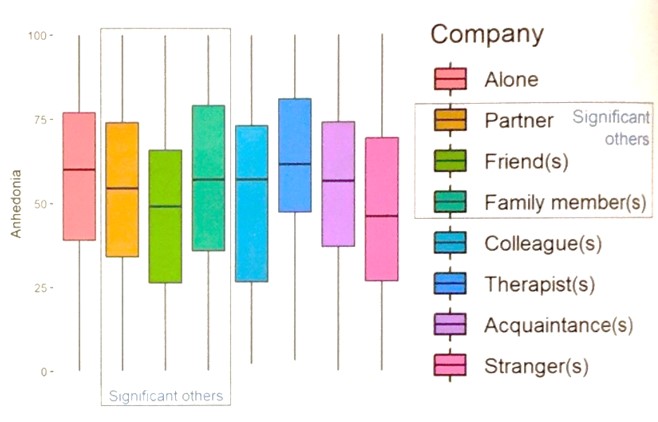 Company
Alone
Partner
Significant
others
Friend(s)
Family member(s)
Colleague(s)
Therapist(s)
Acquaintance(s)
Stranger(s)
Anhedonia
100
75
50
25
0
Significant others